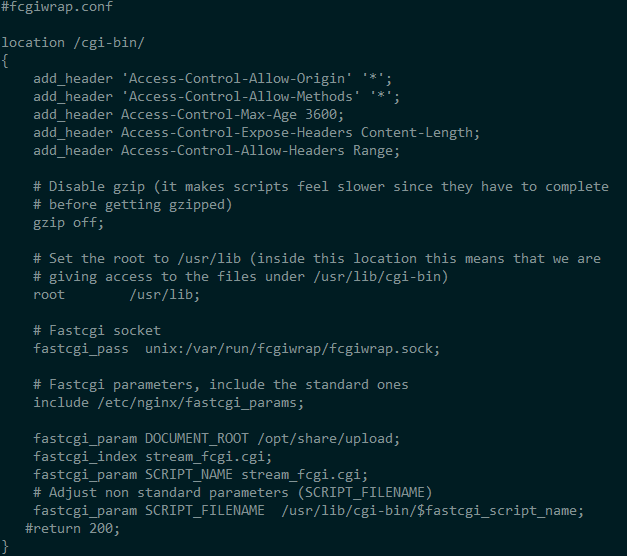 #fcgiwrap.conf
location /cgi-bin/
{
add_header 'Access-Control-Allow-Origin' '*';
add_header 'Access-Control-Allow-Methods' '*';
add_header Access-Control-Max-Age 3600;
add_header Access-Control-Expose-Headers Content-Length;
add_header Access-Control-Allow-Headers Range;
# Disable gzip (it makes scripts feel slower since they have to complete
# before getting gzipped)
gzip off;
# Set the root to /usr/lib (inside this location this means that we are
# giving access to the files under /usr/lib/cgi-bin)
root /usr/lib;
# Fastcgi socket
fastcgi_pass unix:/var/run/fcgiwrap/fcgiwrap.sock;
# Fastcgi parameters, include the standard ones
include /etc/nginx/fastcgi_params;
fastcgi_param DOCUMENT_ROOT /opt/share/upload;
fastcgi_index stream_fcgi.cgi;
fastcgi_param SCRIPT_NAME stream_fcgi.cgi;
# Adjust non standard parameters (SCRIPT_FILENAME)
fastcgi_param SCRIPT_FILENAME /usr/lib/cgi-bin/$fastcgi_script_name;
#return 200;
}